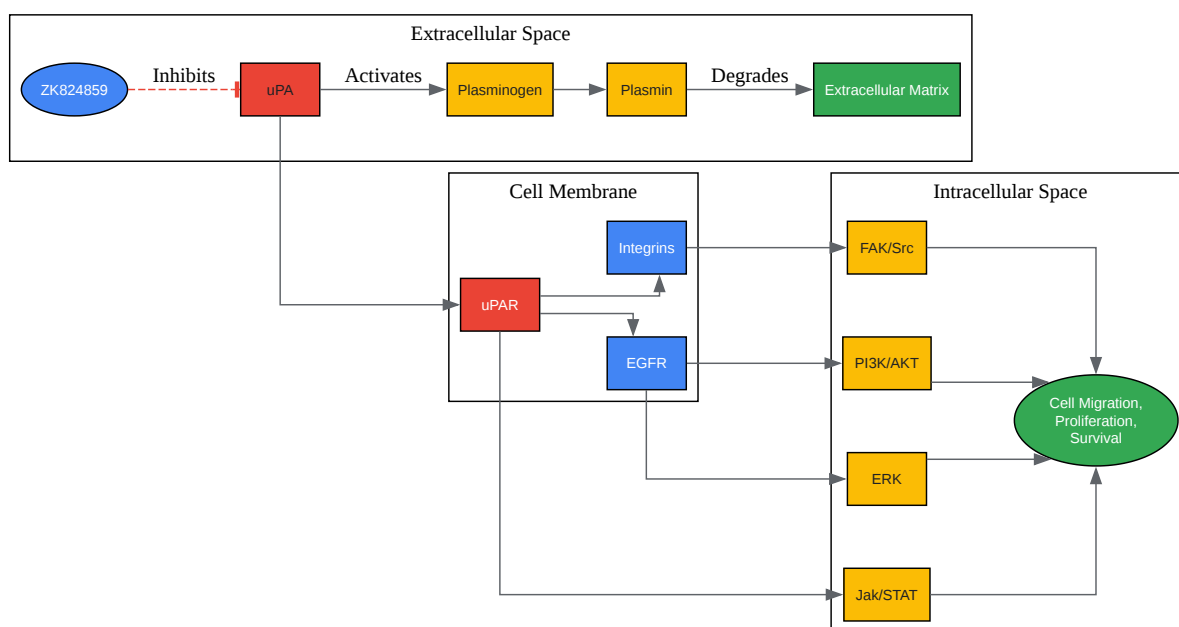 Extracellular Space
ZK824859
Inhibits
uPA
Activates
Plasminogen
Plasmin
Degrades
Extracellular Matrix
Cell Membrane
Integrins
uPAR
EGFR
Intracellular Space
FAK/Src
PI3K/AKT
Cell Migration,
Proliferation,
Survival
ERK
Jak/STAT